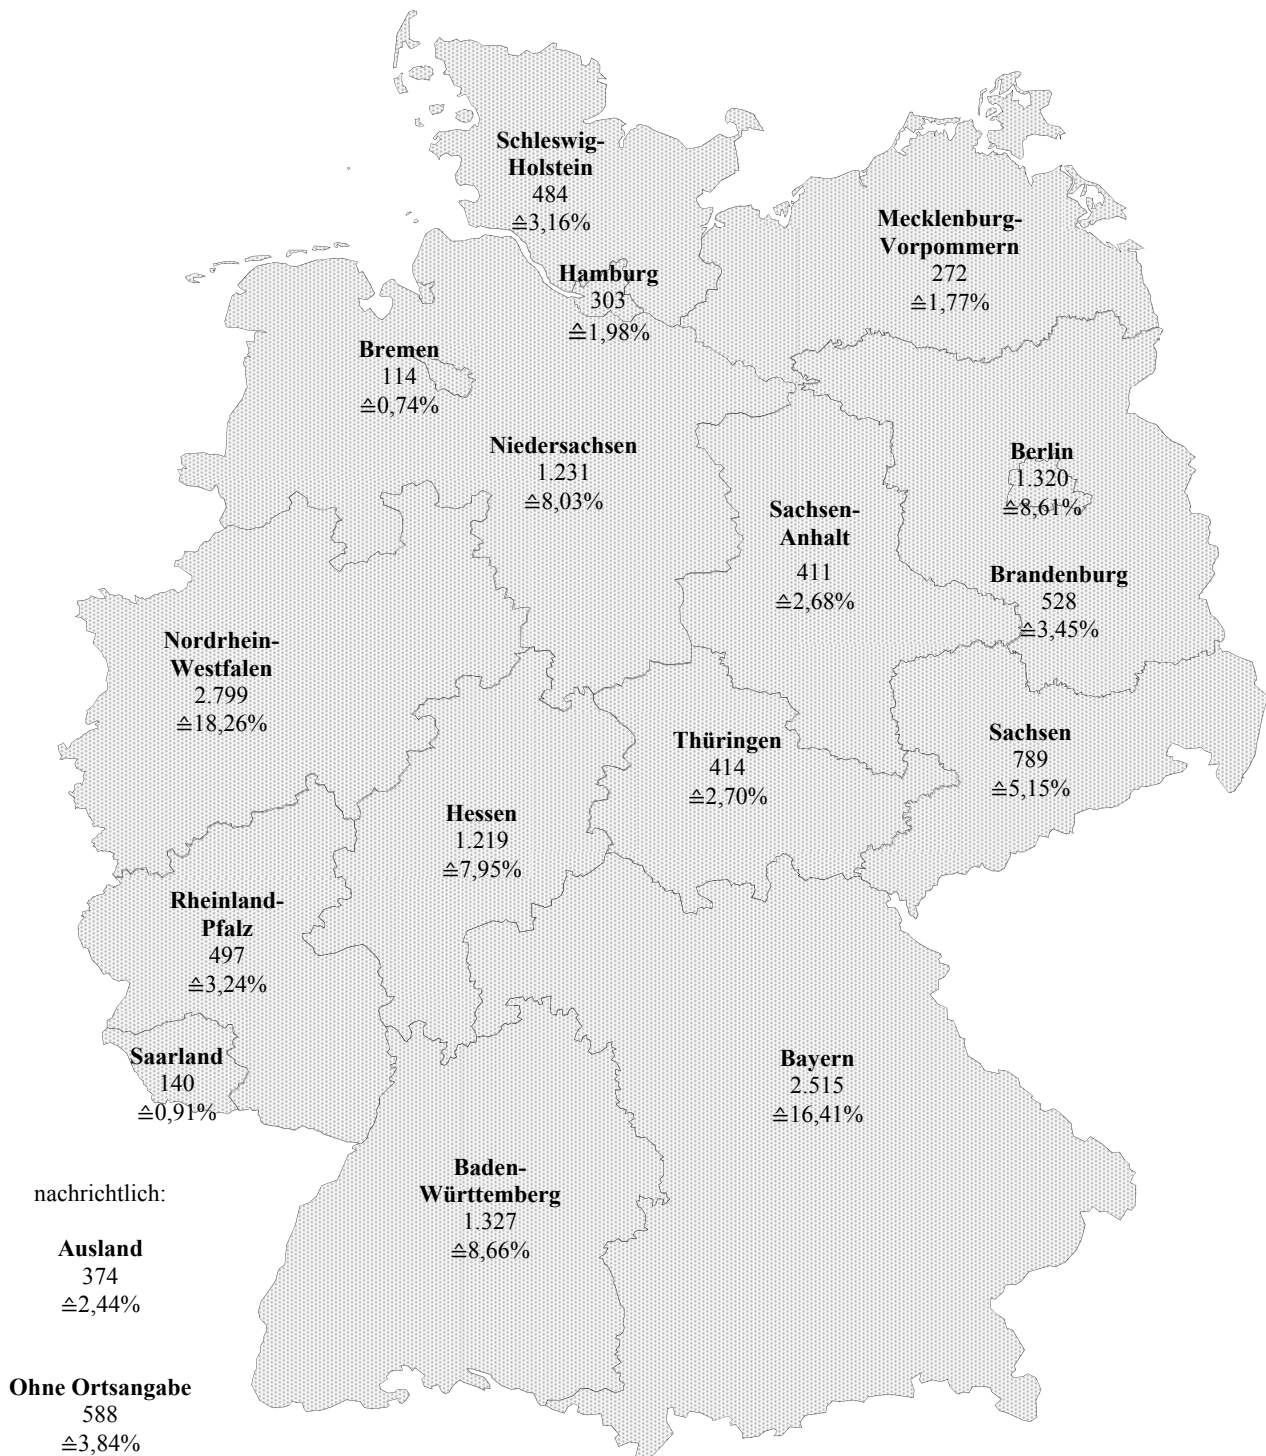 Schleswig-
Holstein
484
≙3,16%
Mecklenburg-
Vorpommern
272
≙1,77%
Hamburg
303
≙1,98%
Bremen
114
≙0,74%
Niedersachsen
1.231
≙8,03%
Berlin
1.320
≙8,61%
Sachsen-
Anhalt
411
≙2,68%
Brandenburg
528
≙3,45%
Nordrhein-
Westfalen
2.799
≙18,26%
Thüringen
414
≙2,70%
Sachsen
789
≙5,15%
Hessen
1.219
≙7,95%
Rheinland-
Pfalz
497
≙3,24%
Saarland
140
≙0,91%
Bayern
2.515
≙16,41%
Baden-
Württemberg
1.327
≙8,66%
nachrichtlich:
Ausland
374
≙2,44%
Ohne Ortsangabe
588
≙3,84%